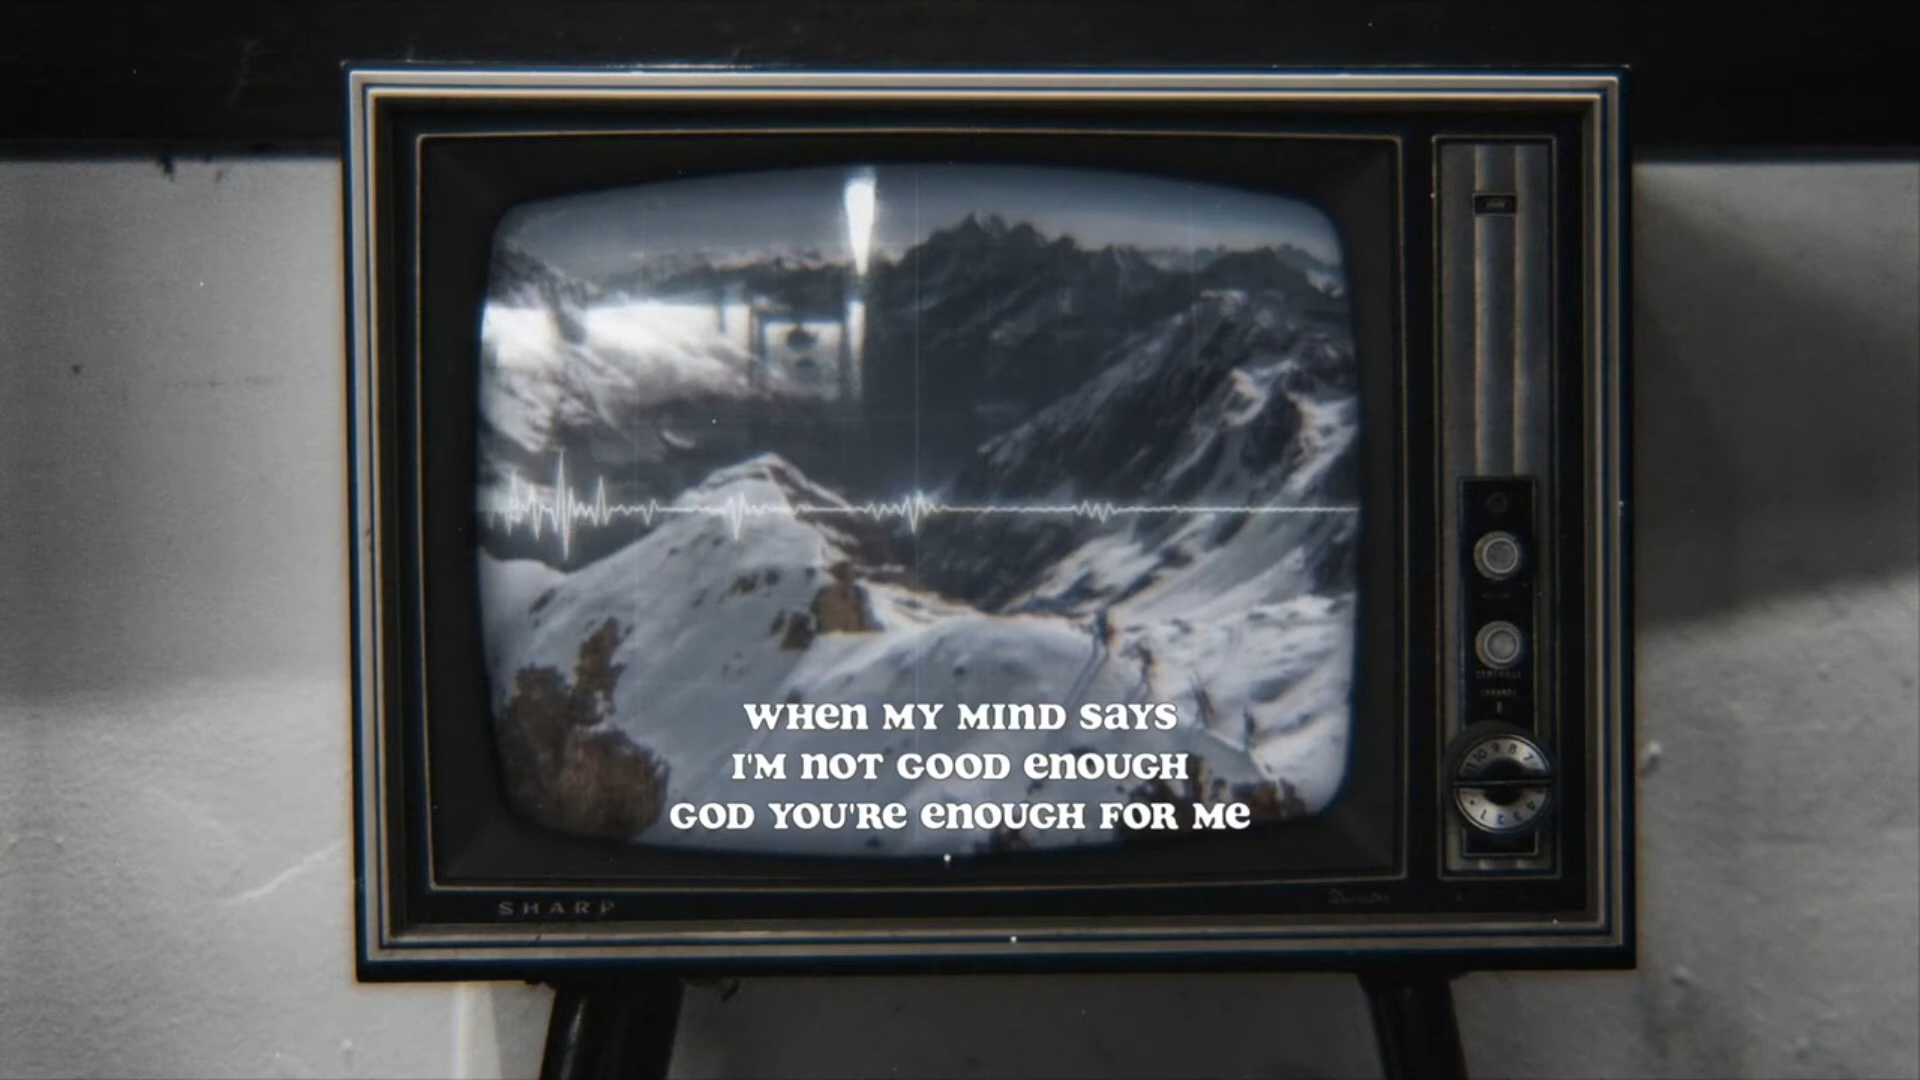 WHEN MY MIND SAYS
I'M NOT GOOD ENOUGH
GOD YOU'RE ENOUGH FOR ME
SHARP